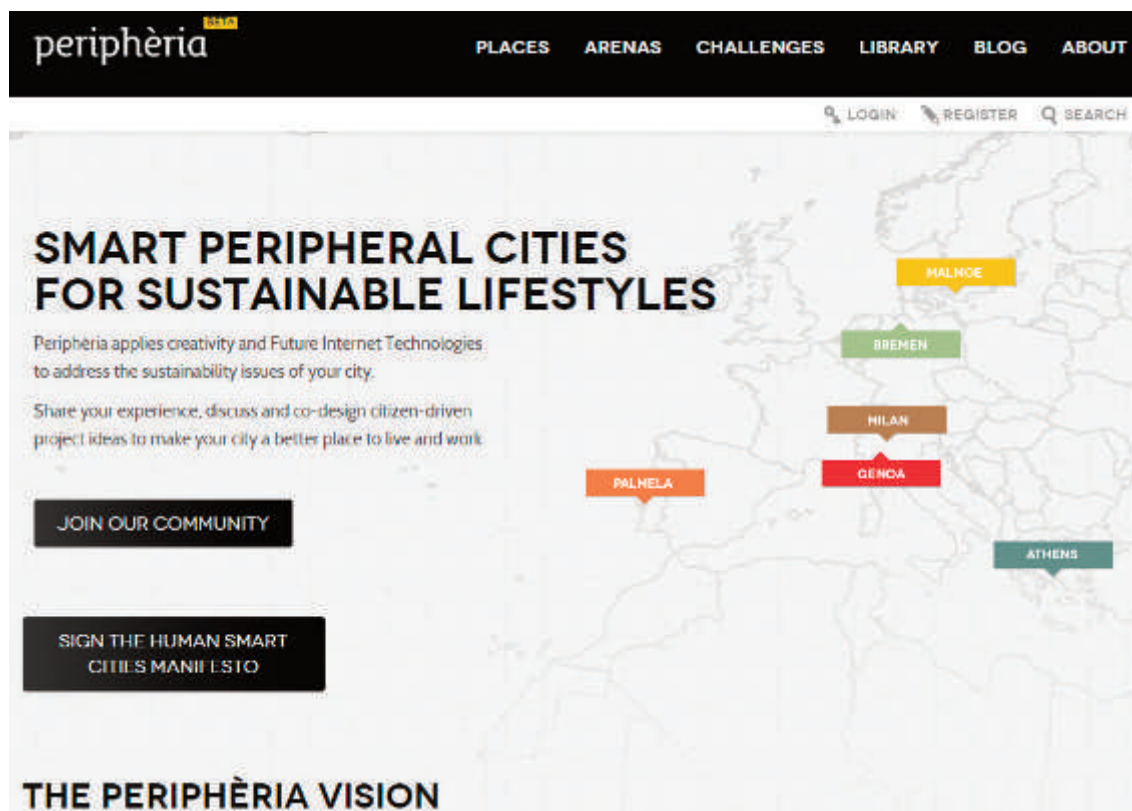 periphèria BETA
PLACES ARENAS CHALLENGES LIBRARY BLOG ABOUT
LOGIN REGISTER SEARCH
SMART PERIPHERAL CITIES
FOR SUSTAINABLE LIFESTYLES
Periphèria applies creativity and Future Internet Technologies
to address the sustainability issues of your city.
Share your experience, discuss and co-design citizen-driven
project ideas to make your city a better place to live and work
MALMOE
BREMEN
MILAN
GENOA
PALMELA
ATHENS
JOIN OUR COMMUNITY
SIGN THE HUMAN SMART
CITIES MANIFESTO
THE PERIPHÈRIA VISION